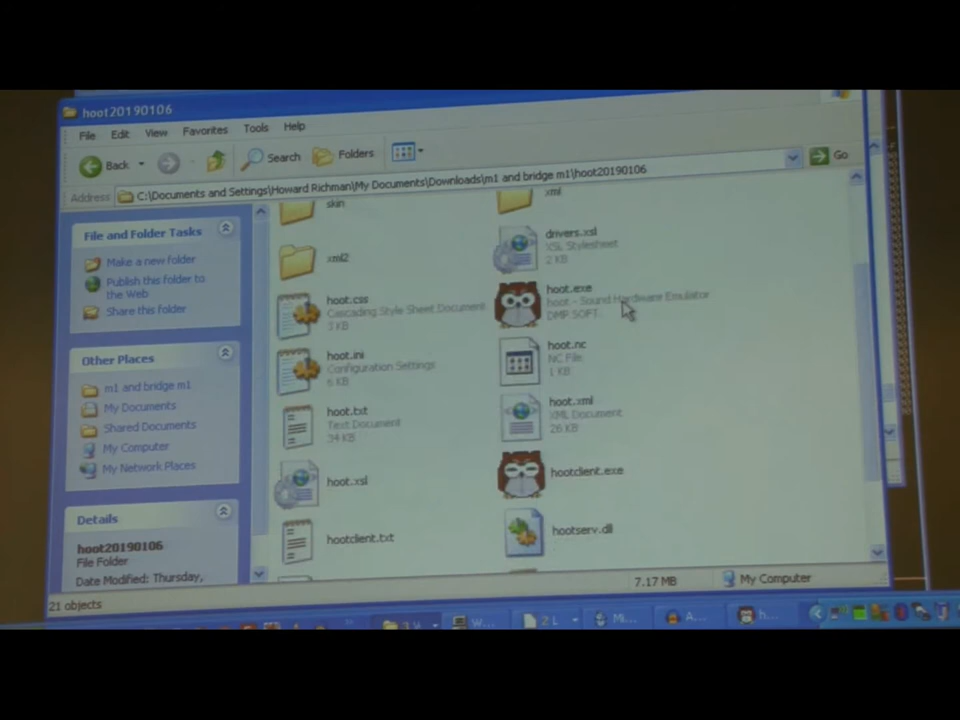 hoot20190106
File Edit View Favorites Tools Help
Back Search Folders
Address C:\Documents and Settings\Howard Richman\My Documents\Downloads\m1 and bridge m1\hoot20190106 Go
File and Folder Tasks
Make a new folder
Publish this folder to
the Web
Share this folder
Other Places
m1 and bridge m1
My Documents
Shared Documents
My Computer
My Network Places
Details
hoot20190106
File Folder
Date Modified: Thursday,
skin
xml
xml2
drivers.xsl
XSL Stylesheet
2 KB
hoot.css
Cascading Style Sheet Document
3 KB
hoot.exe
hoot - Sound Hardware Emulator
DMP SOFT.
hoot.ini
Configuration Settings
6 KB
hoot.nc
NC File
1 KB
hoot.txt
Text Document
34 KB
hoot.xml
XML Document
26 KB
hoot.xsl
hootclient.exe
hootclient.txt
hootserv.dll
21 objects
7.17 MB
My Computer
W...
2 L
Mi...
A...
h...